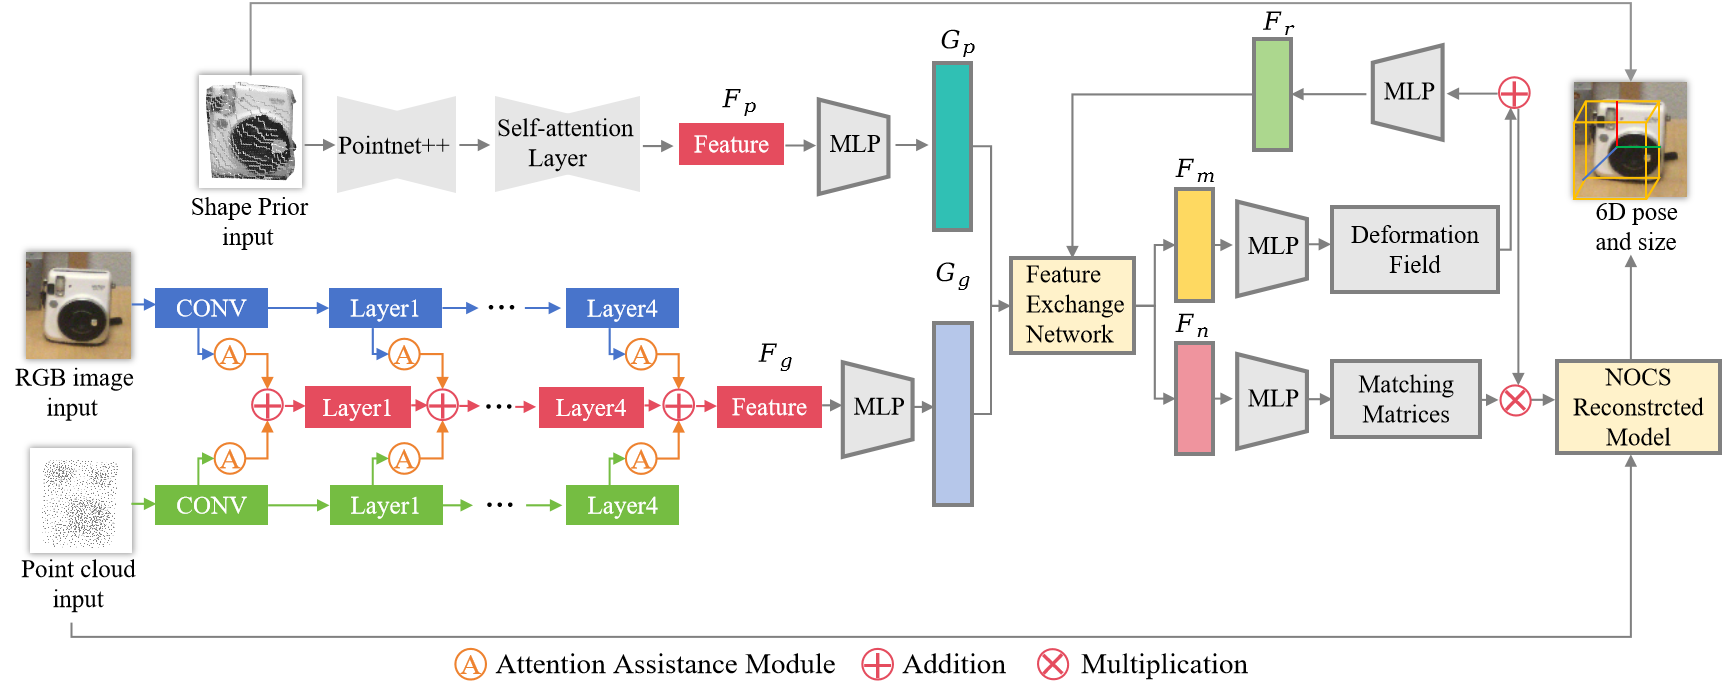 Shape Prior
input
Pointnet++
Self-attention
Layer
F_p
Feature
MLP
G_p
F_r
MLP
6D pose
and size
RGB image
input
CONV
Layer1
...
Layer4
A
A
A
Layer1
...
Layer4
F_g
Feature
MLP
G_g
A
A
A
Point cloud
input
CONV
Layer1
...
Layer4
Feature
Exchange
Network
F_m
MLP
Deformation
Field
F_n
MLP
Matching
Matrices
NOCS
Reconstrcted
Model
A Attention Assistance Module
Addition
Multiplication